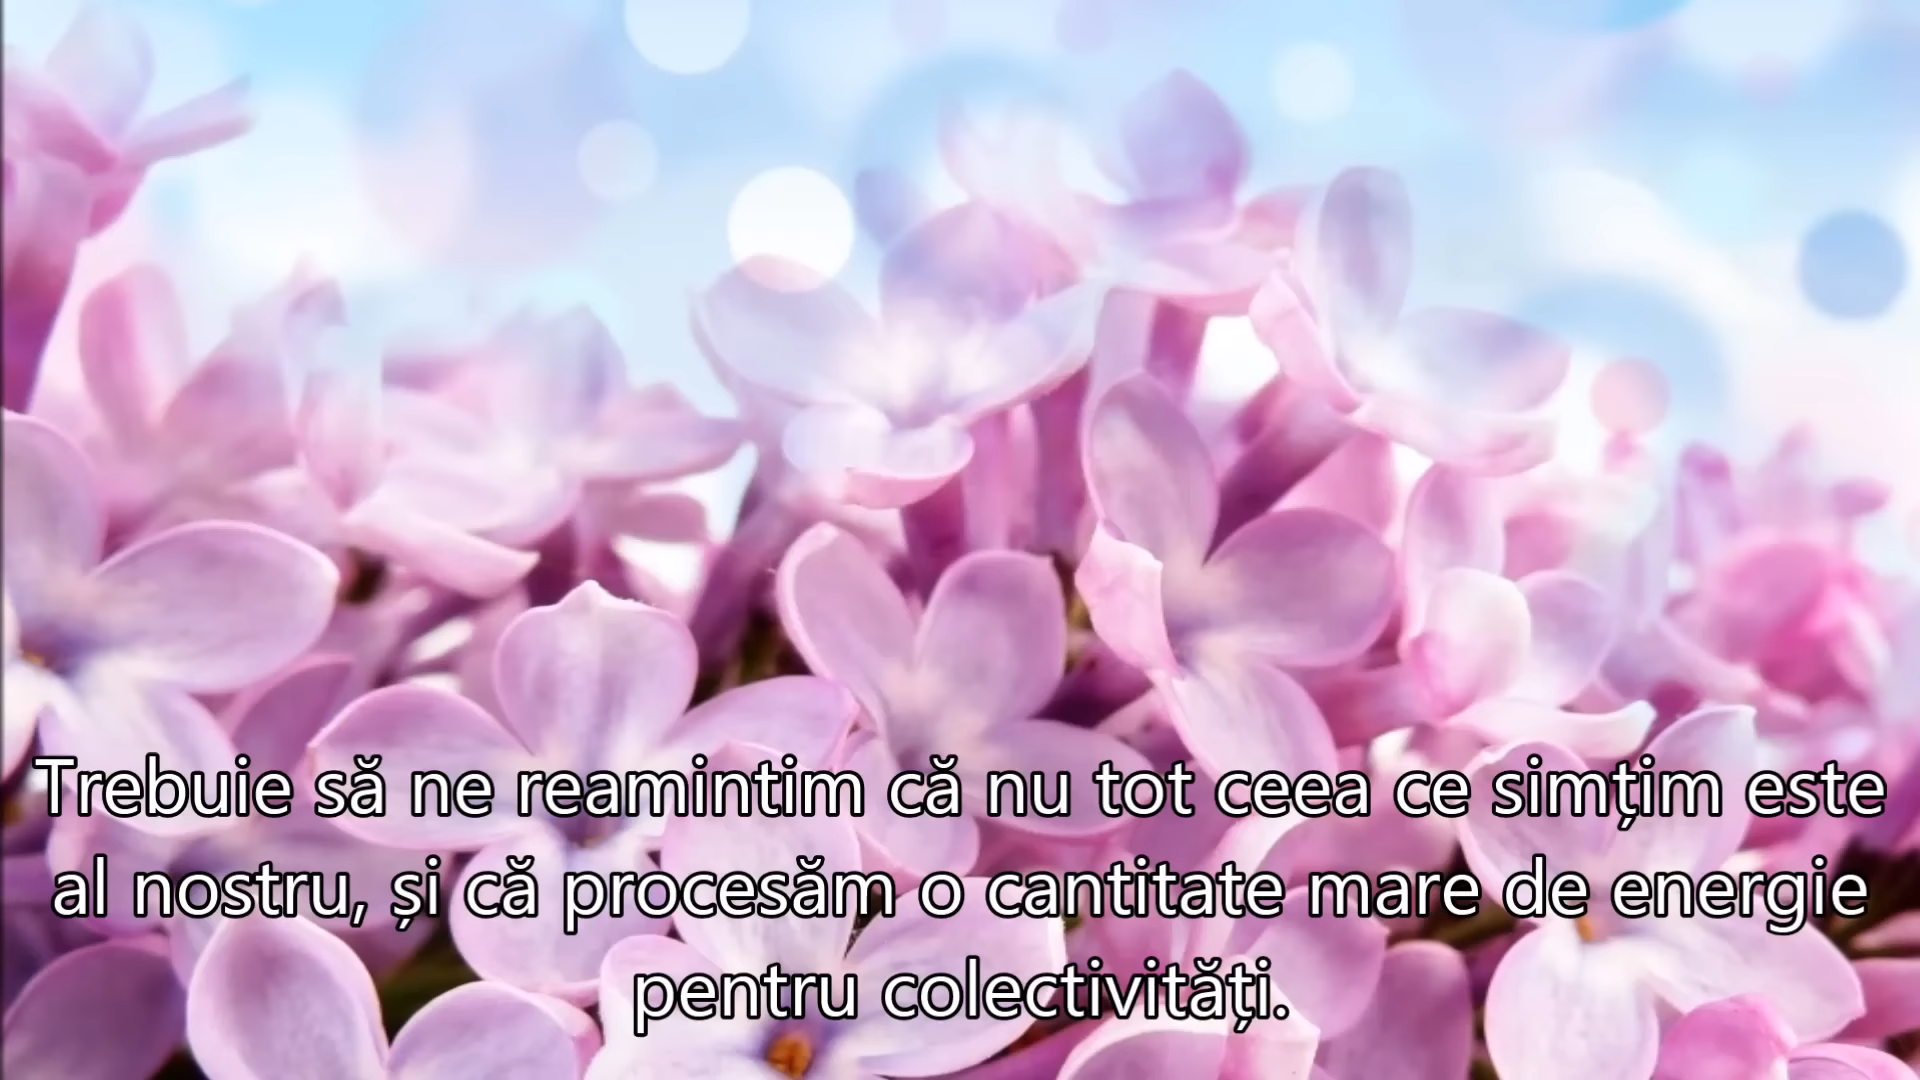 Trebuie să ne reamintim că nu tot ceea ce simțim este
al nostru, și că procesăm o cantitate mare de energie
pentru colectivități.